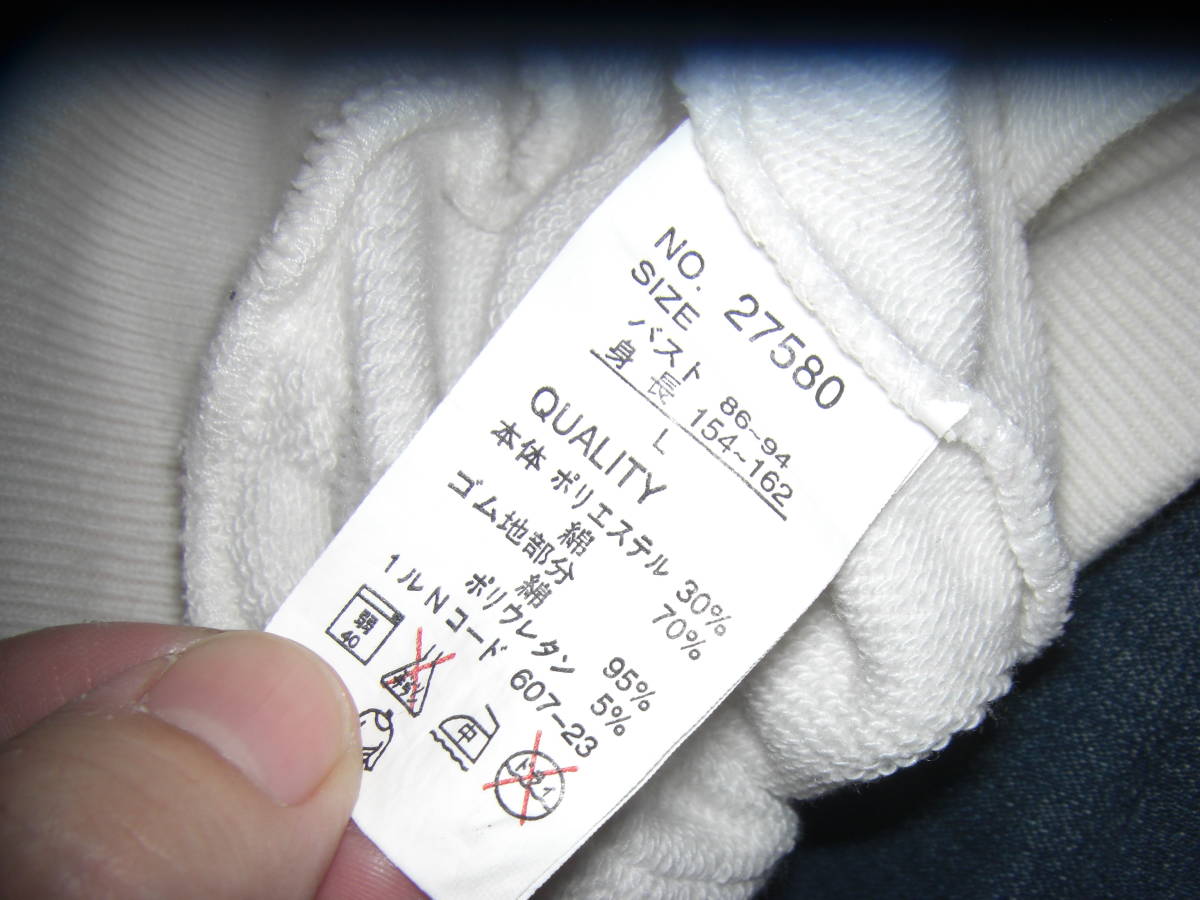 NO. 27580
SIZE
バスト 86~94
身長 154~162
L
QUALITY
本体 ポリエステル 30%
綿 70%
ゴム地部分
綿 95%
ポリウレタン 5%
1ルNコード 607-23
弱
40
中